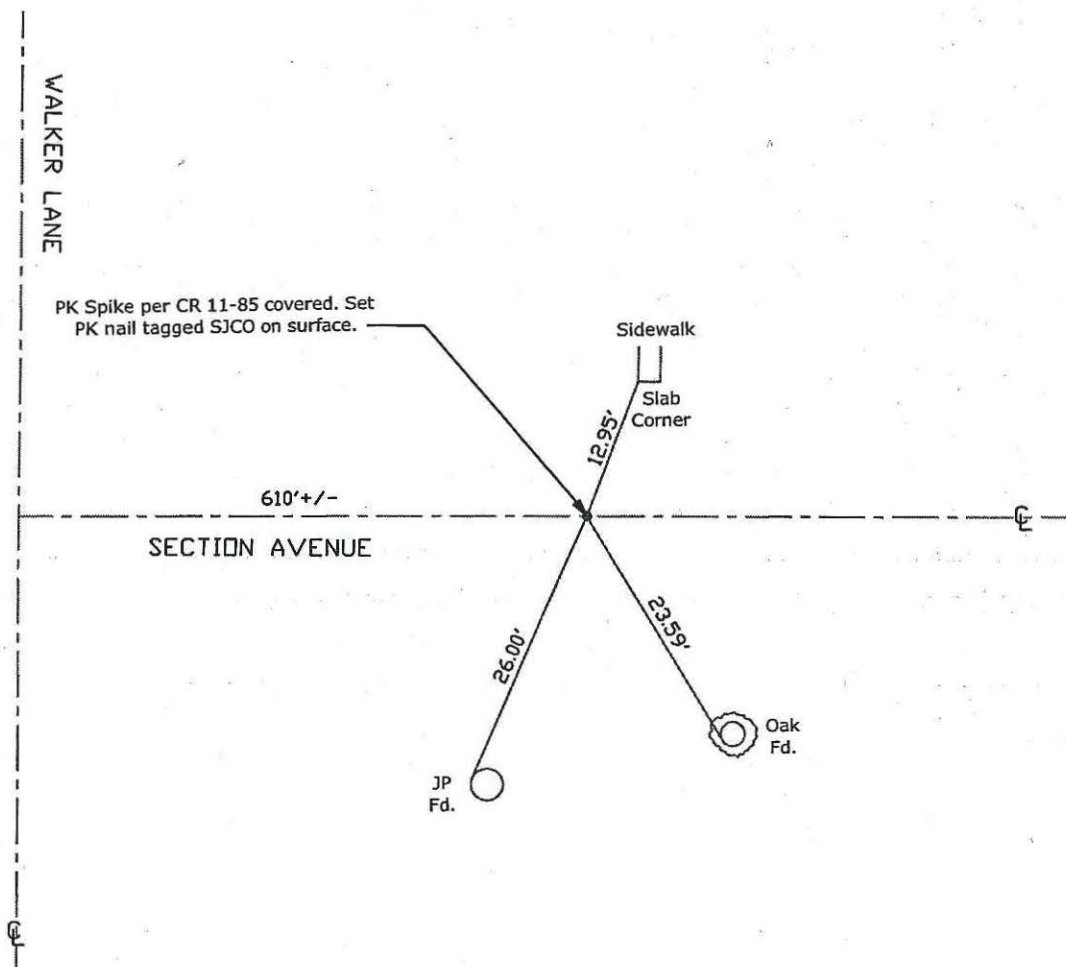 WALKER LANE
PK Spike per CR 11-85 covered. Set
PK nail tagged SJCO on surface.
Sidewalk
Slab
Corner
12.95'
610'+/-
℄
SECTION AVENUE
26.00'
23.59'
Oak
Fd.
JP
Fd.
℄